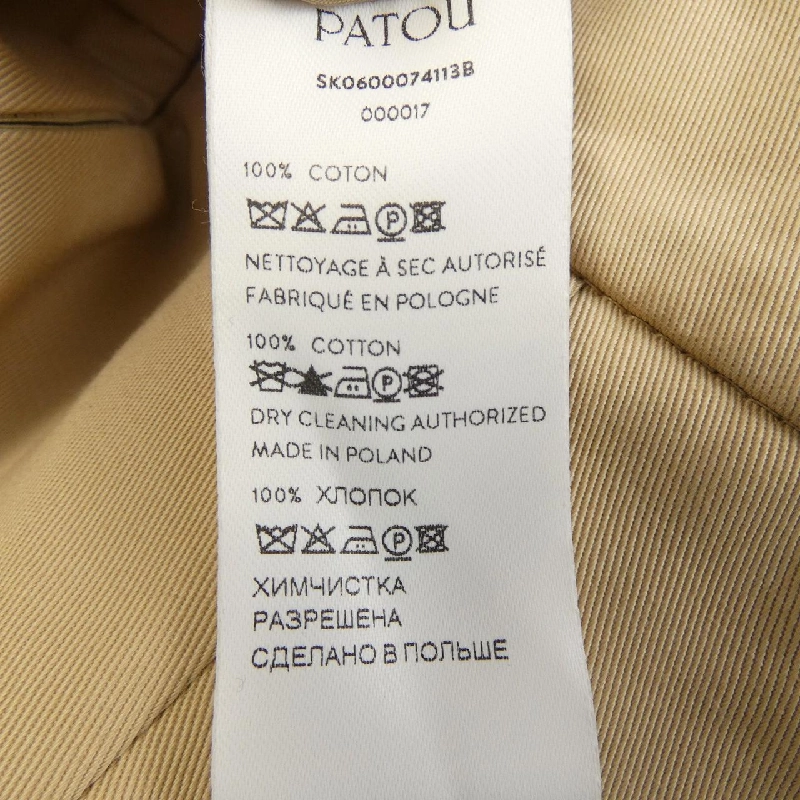 PATOU
SK0600074113B
000017
100% COTON
NETTOYAGE À SEC AUTORISÉ
FABRIQUÉ EN POLOGNE
100% COTTON
DRY CLEANING AUTHORIZED
MADE IN POLAND
100% ХЛОПОК
ХИМЧИСТКА
РАЗРЕШЕНА
СДЕЛАНО В ПОЛЬШЕ